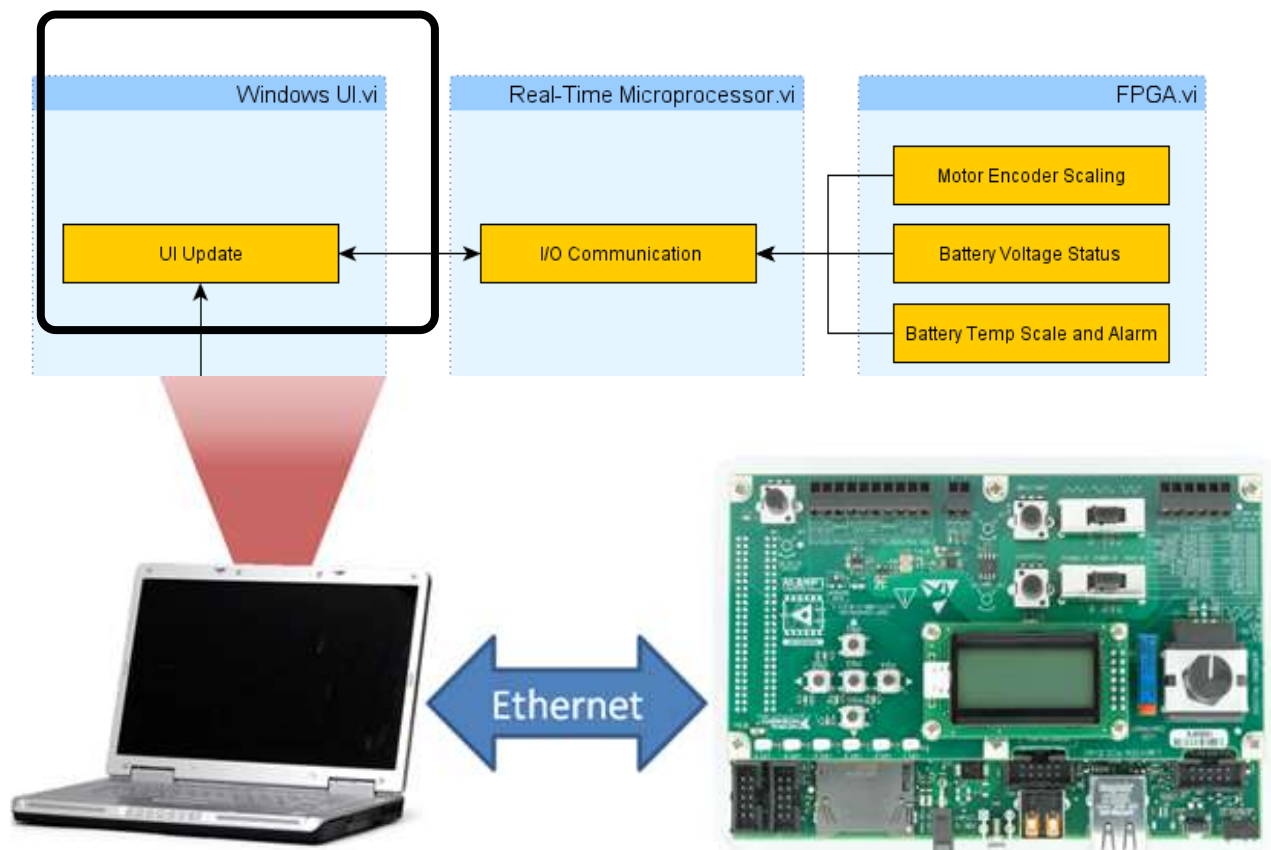 Windows UI.vi
Real-Time Microprocessor.vi
FPGA.vi
Motor Encoder Scaling
UI Update
I/O Communication
Battery Voltage Status
Battery Temp Scale and Alarm
Ethernet